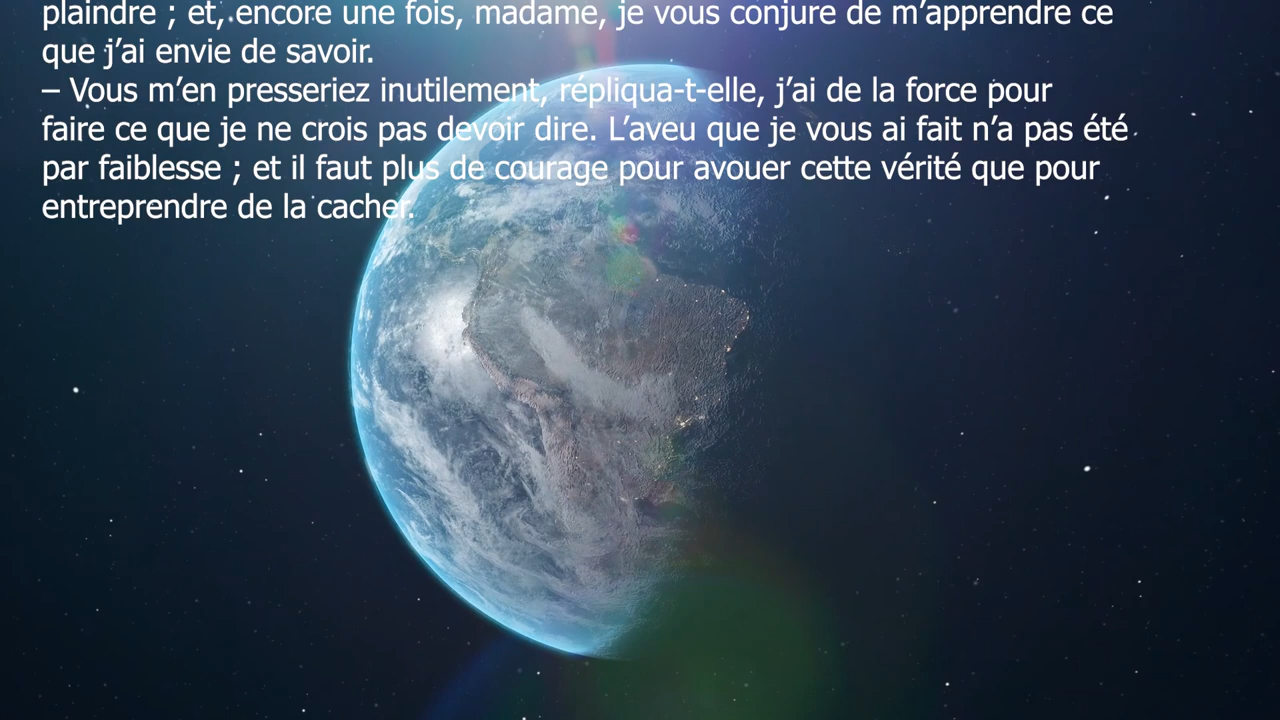 plaindre ; et, encore une fois, madame, je vous conjure de m’apprendre ce
que j’ai envie de savoir.
– Vous m’en presseriez inutilement, répliqua-t-elle, j’ai de la force pour
faire ce que je ne crois pas devoir dire. L’aveu que je vous ai fait n’a pas été
par faiblesse ; et il faut plus de courage pour avouer cette vérité que pour
entreprendre de la cacher.